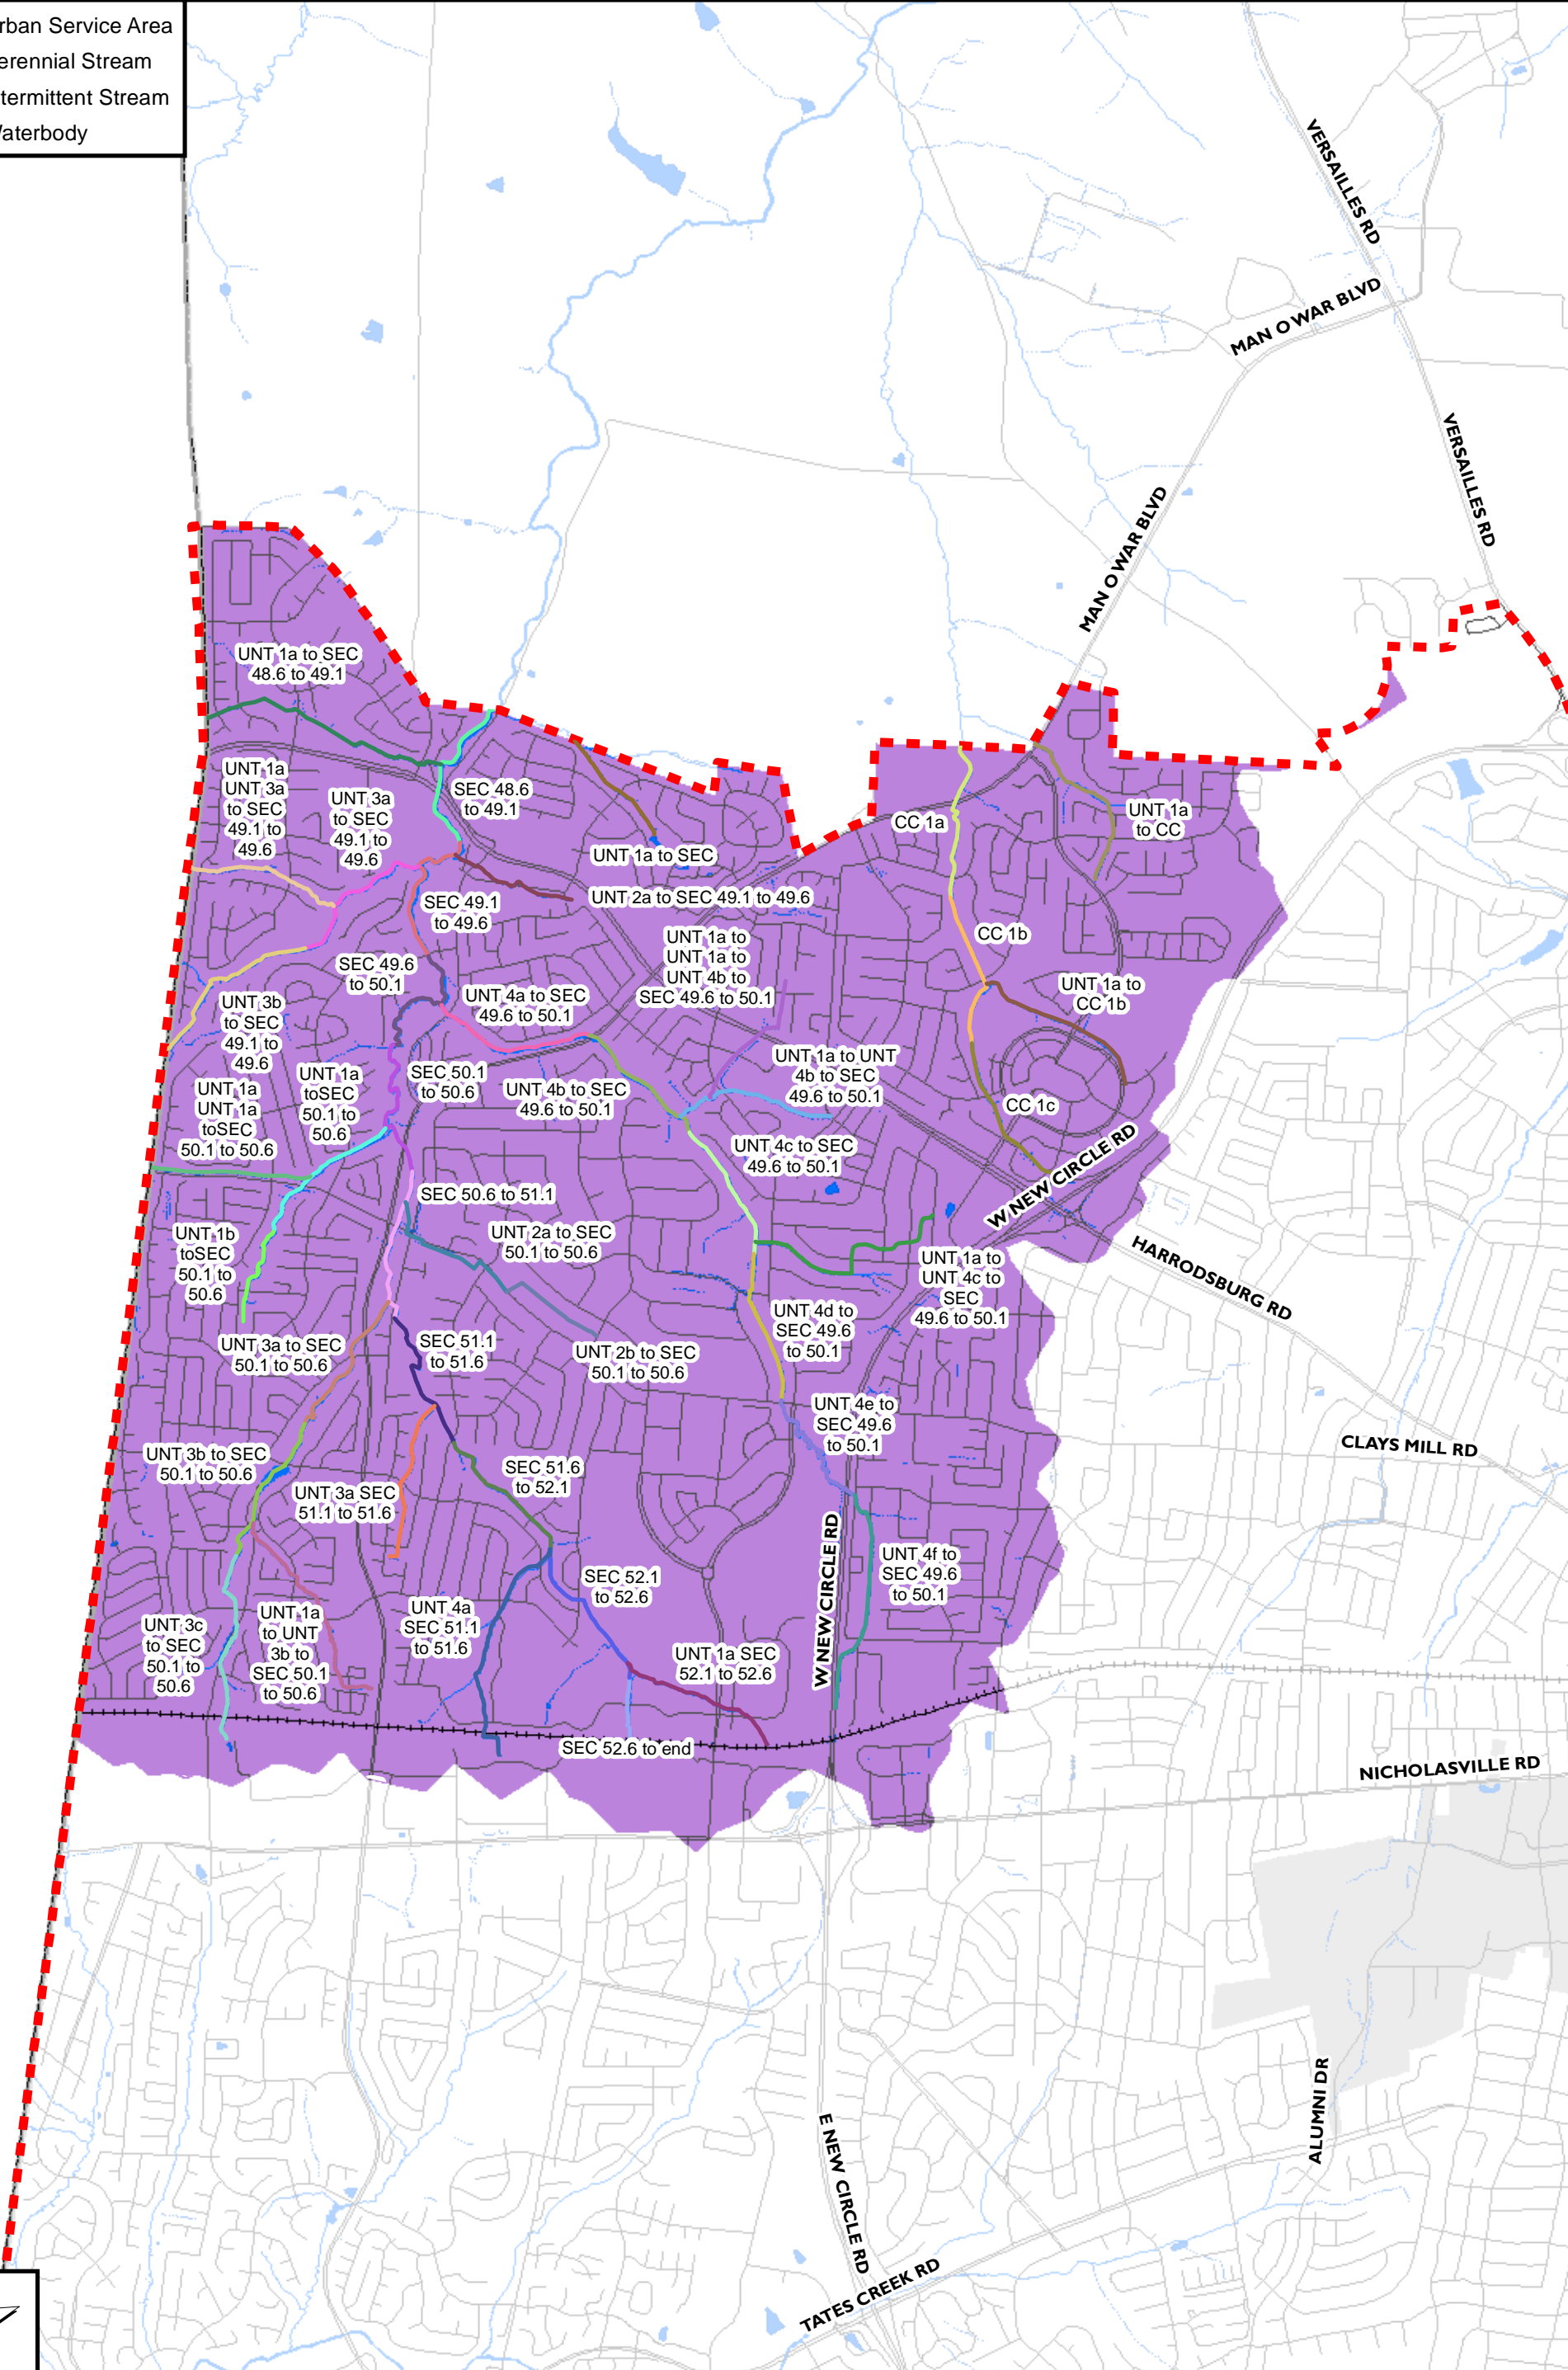 rban Service Area
erennial Stream
termittent Stream
Waterbody
VERSAILLES RD
MAN O WAR BLVD
VERSAILLES RD
MAN O WAR BLVD
UNT 1a to SEC
48.6 to 49.1
UNT 1a
UNT 3a
to SEC
49.1 to
49.6
UNT 3a
to SEC
49.1 to
49.6
SEC 48.6
to 49.1
CC 1a
UNT 1a
to CC
UNT 1a to SEC
UNT 2a to SEC 49.1 to 49.6
SEC 49.1
to 49.6
UNT 1a to
UNT 1a to
UNT 4b to
SEC 49.6 to 50.1
CC 1b
SEC 49.6
to 50.1
UNT 4a to SEC
49.6 to 50.1
UNT 1a to
CC 1b
UNT 3b
to SEC
49.1 to
49.6
UNT 1a
UNT 1a
toSEC
50.1 to 50.6
UNT 1a
toSEC
50.1 to
50.6
SEC 50.1
to 50.6
UNT 4b to SEC
49.6 to 50.1
UNT 1a to UNT
4b to SEC
49.6 to 50.1
CC 1c
UNT 4c to SEC
49.6 to 50.1
W NEW CIRCLE RD
SEC 50.6 to 51.1
UNT 1b
toSEC
50.1 to
50.6
UNT 2a to SEC
50.1 to 50.6
UNT 1a to
UNT 4c to
SEC
49.6 to 50.1
HARRODSBURG RD
UNT 3a to SEC
50.1 to 50.6
SEC 51.1
to 51.6
UNT 2b to SEC
50.1 to 50.6
UNT 4d to
SEC 49.6
to 50.1
UNT 4e to
SEC 49.6
to 50.1
CLAYS MILL RD
UNT 3b to SEC
50.1 to 50.6
UNT 3a SEC
51.1 to 51.6
SEC 51.6
to 52.1
W NEW CIRCLE RD
UNT 4f to
SEC 49.6
to 50.1
SEC 52.1
to 52.6
UNT 3c
to SEC
50.1 to
50.6
UNT 1a
to UNT
3b to
SEC 50.1
to 50.6
UNT 4a
SEC 51.1
to 51.6
UNT 1a SEC
52.1 to 52.6
SEC 52.6 to end
NICHOLASVILLE RD
ALUMNI DR
E NEW CIRCLE RD
TATES CREEK RD